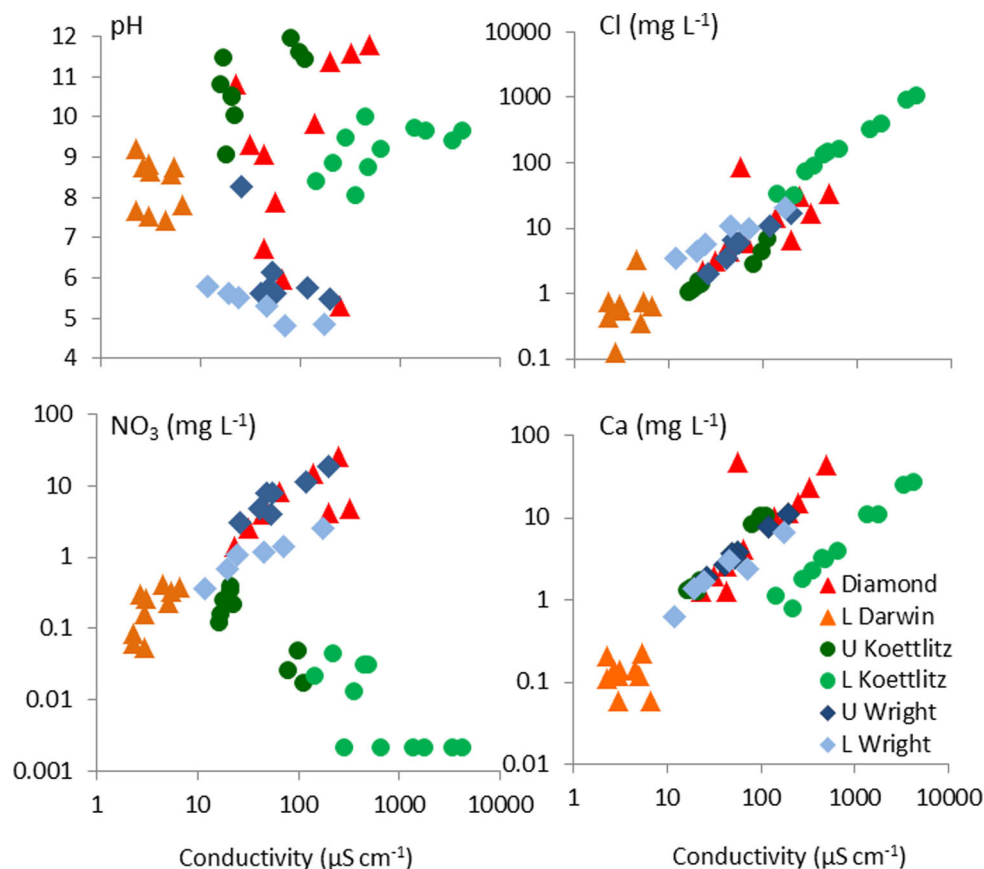 pH
12
11
10
9
8
7
6
5
4
Cl (mg L-1)
10000
1000
100
10
1
0.1
NO3 (mg L-1)
100
10
1
0.1
0.01
0.001
1 10 100 1000 10000
Conductivity (µS cm-1)
Ca (mg L-1)
100
10
1
0.1
0.01
1 10 100 1000 10000
Conductivity (µS cm-1)
Diamond
L Darwin
U Koettlitz
L Koettlitz
U Wright
L Wright